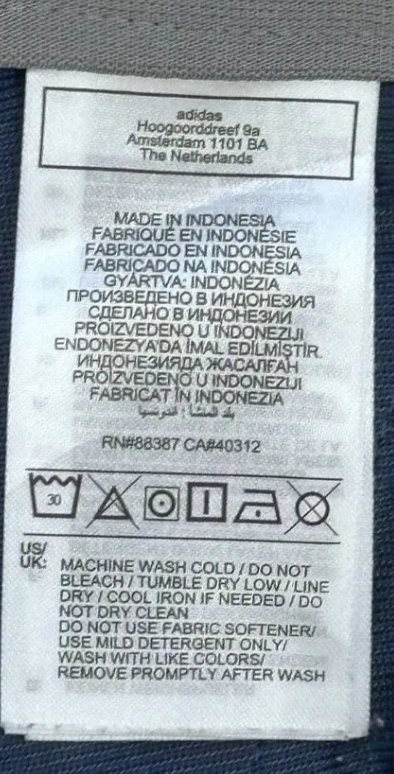 adidas
Hoogoorddreef 9a
Amsterdam 1101 BA
The Netherlands
MADE IN INDONESIA
FABRIQUÉ EN INDONÉSIE
FABRICADO EN INDONESIA
FABRICADO NA INDONÉSIA
GYÁRTVA: INDONÉZIA
ПРОИЗВЕДЕНО В ИНДОНЕЗИЯ
СДЕЛАНО В ИНДОНЕЗИИ
PROIZVEDENO U INDONEZIJI
ENDONEZYA'DA İMAL EDİLMİŞTİR.
ИНДОНЕЗИЯДА ЖАСАЛҒАН
PROIZVEDENO U INDONEZIJI
FABRICAT ÎN INDONEZIA
بلد المنشأ : اندونيسيا
RN#88387 CA#40312
30
US/
UK: MACHINE WASH COLD / DO NOT
BLEACH / TUMBLE DRY LOW / LINE
DRY / COOL IRON IF NEEDED / DO
NOT DRY CLEAN
DO NOT USE FABRIC SOFTENER/
USE MILD DETERGENT ONLY/
WASH WITH LIKE COLORS/
REMOVE PROMPTLY AFTER WASH